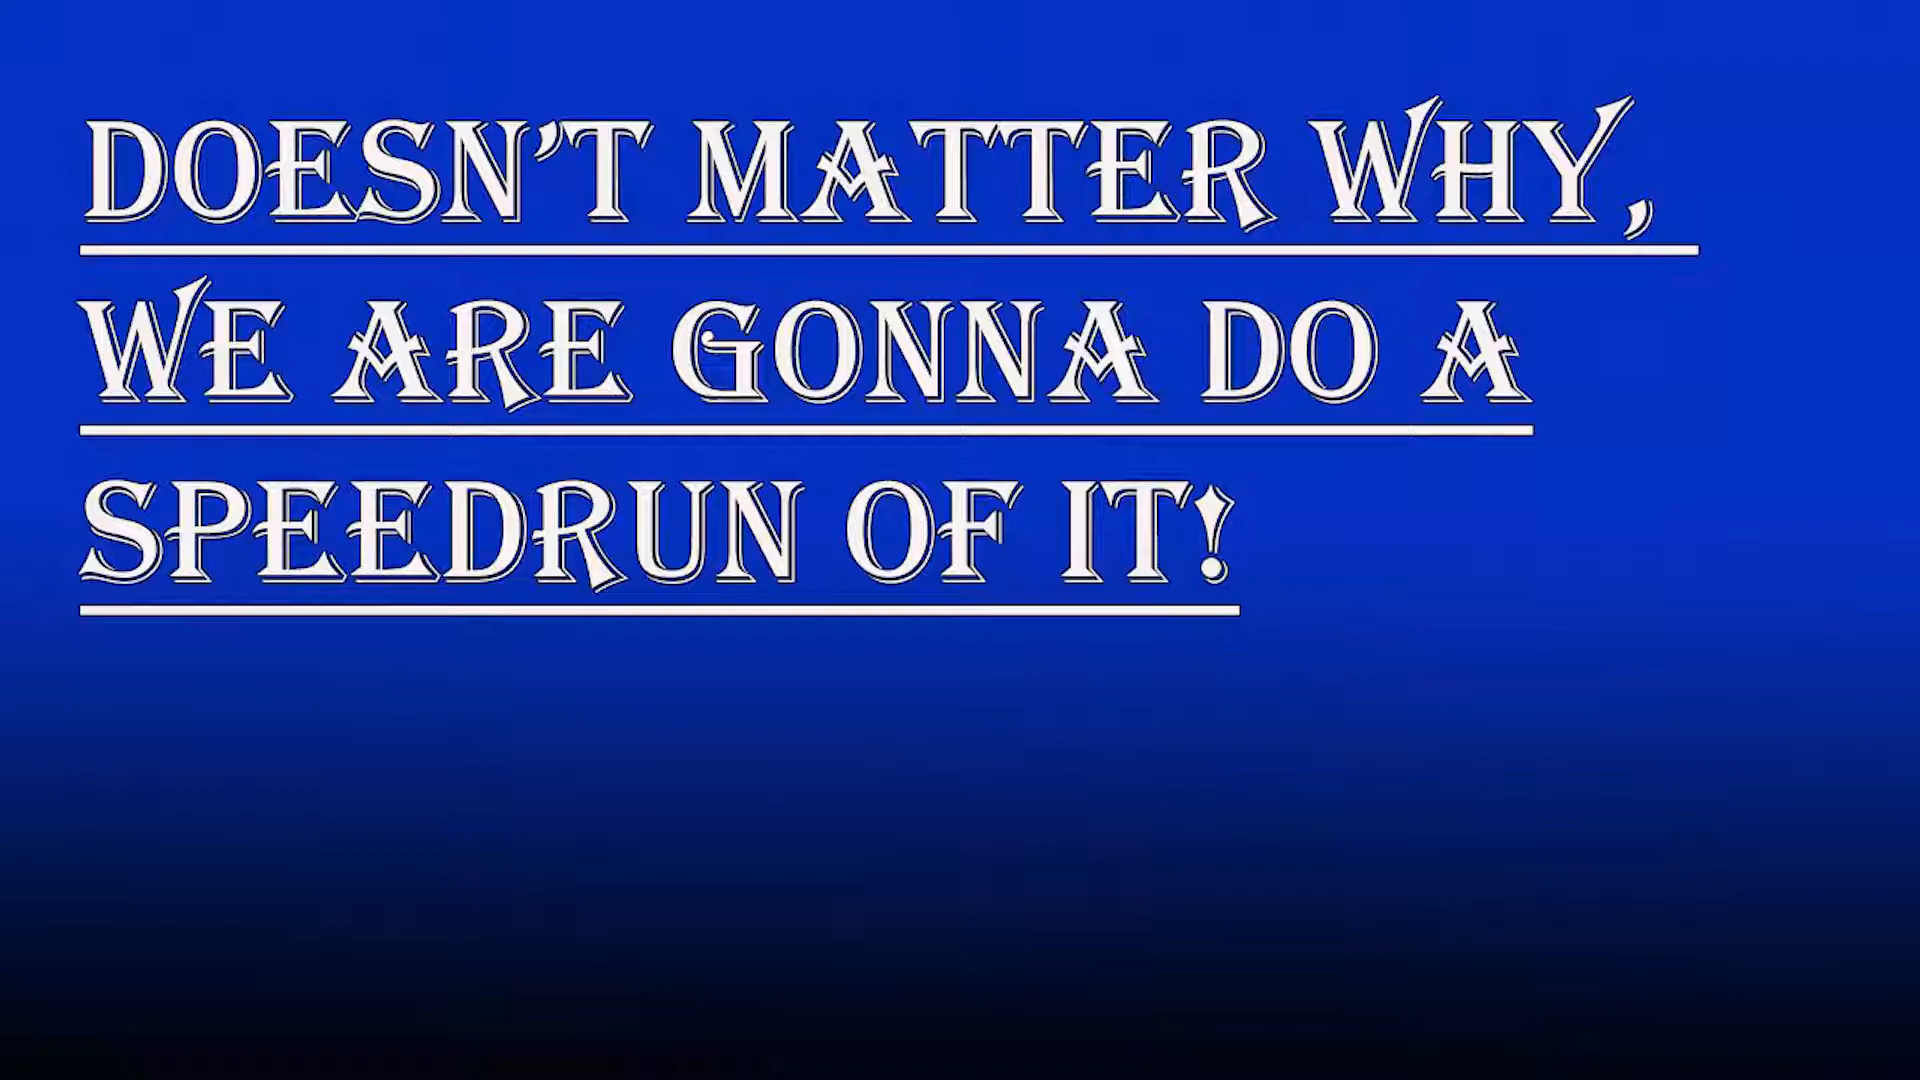 DOESN’T MATTER WHY,
WE ARE GONNA DO A
SPEEDRUN OF IT!